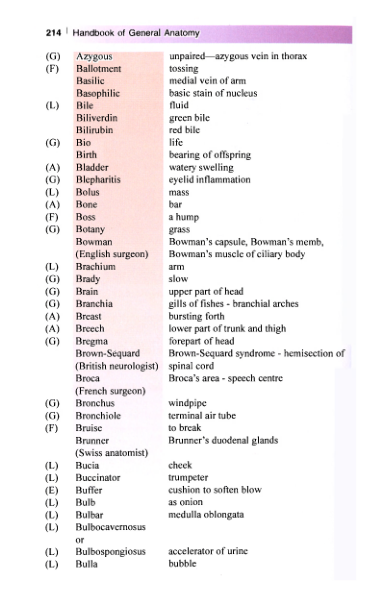 214 | Handbook of General Anatomy
(G) Azygous unpaired—azygous vein in thorax
(F) Ballotment tossing
Basilic medial vein of arm
Basophilic basic stain of nucleus
(L) Bile fluid
Biliverdin green bile
Bilirubin red bile
(G) Bio life
Birth bearing of offspring
(A) Bladder watery swelling
(G) Blepharitis eyelid inflammation
(L) Bolus mass
(A) Bone bar
(F) Boss a hump
(G) Botany grass
Bowman Bowman's capsule, Bowman's memb,
(English surgeon) Bowman's muscle of ciliary body
(L) Brachium arm
(G) Brady slow
(G) Brain upper part of head
(G) Branchia gills of fishes - branchial arches
(A) Breast bursting forth
(A) Breech lower part of trunk and thigh
(G) Bregma forepart of head
Brown-Sequard Brown-Sequard syndrome - hemisection of
(British neurologist) spinal cord
Broca Broca's area - speech centre
(French surgeon)
(G) Bronchus windpipe
(G) Bronchiole terminal air tube
(F) Bruise to break
Brunner Brunner's duodenal glands
(Swiss anatomist)
(L) Bucia cheek
(L) Buccinator trumpeter
(E) Buffer cushion to soften blow
(L) Bulb as onion
(L) Bulbar medulla oblongata
(L) Bulbocavernosus
or
(L) Bulbospongiosus accelerator of urine
(L) Bulla bubble